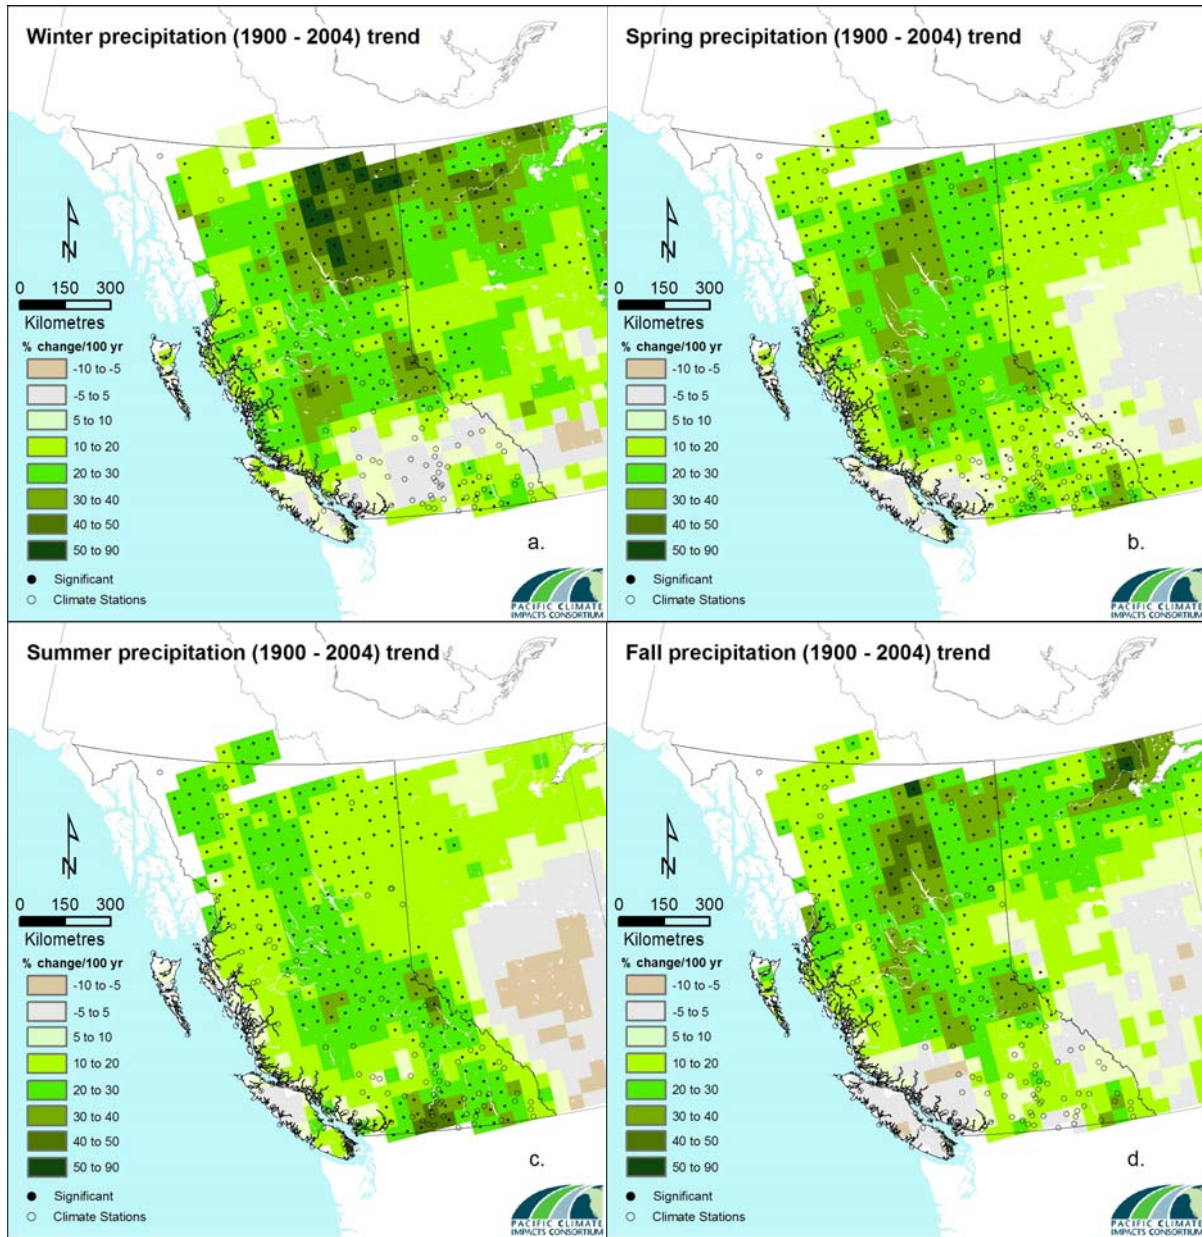 Winter precipitation (1900 - 2004) trend
N
0 150 300
Kilometres
% change/100 yr
-10 to -5
-5 to 5
5 to 10
10 to 20
20 to 30
30 to 40
40 to 50
50 to 90
Significant
Climate Stations
a.
PACIFIC CLIMATE
IMPACTS CONSORTIUM
Spring precipitation (1900 - 2004) trend
N
0 150 300
Kilometres
% change/100 yr
-10 to -5
-5 to 5
5 to 10
10 to 20
20 to 30
30 to 40
40 to 50
50 to 90
Significant
Climate Stations
b.
PACIFIC CLIMATE
IMPACTS CONSORTIUM
Summer precipitation (1900 - 2004) trend
N
0 150 300
Kilometres
% change/100 yr
-10 to -5
-5 to 5
5 to 10
10 to 20
20 to 30
30 to 40
40 to 50
50 to 90
Significant
Climate Stations
c.
PACIFIC CLIMATE
IMPACTS CONSORTIUM
Fall precipitation (1900 - 2004) trend
N
0 150 300
Kilometres
% change/100 yr
-10 to -5
-5 to 5
5 to 10
10 to 20
20 to 30
30 to 40
40 to 50
50 to 90
Significant
Climate Stations
d.
PACIFIC CLIMATE
IMPACTS CONSORTIUM